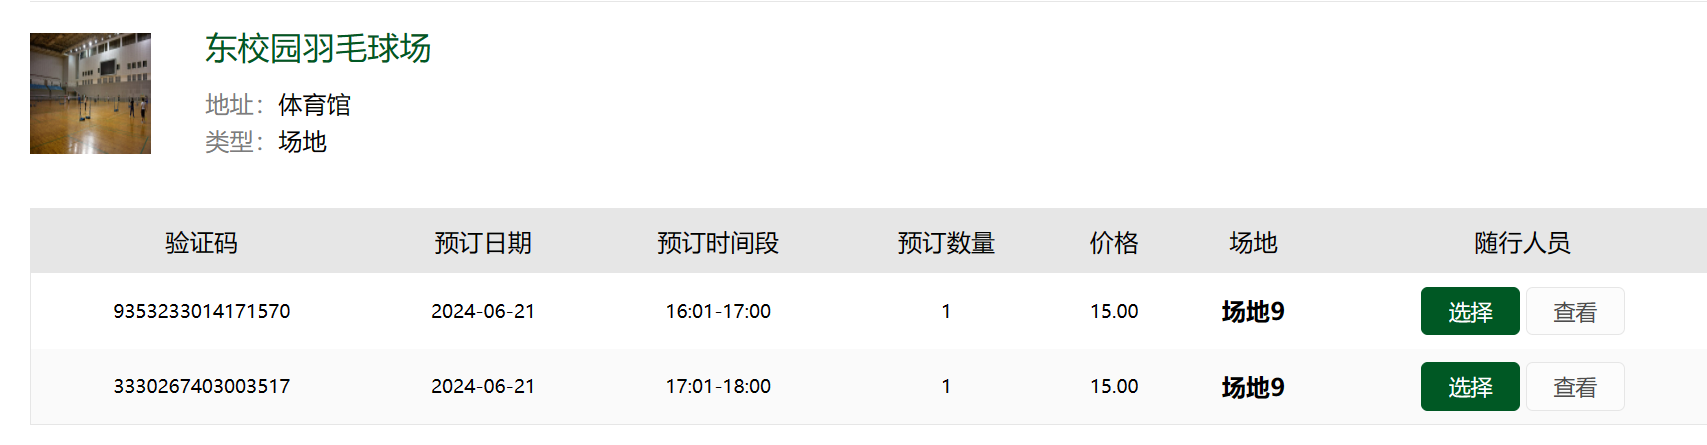 东校园羽毛球场
地址：体育馆
类型：场地
验证码 预订日期 预订时间段 预订数量 价格 场地 随行人员
9353233014171570 2024-06-21 16:01-17:00 1 15.00 场地9 选择 查看
3330267403003517 2024-06-21 17:01-18:00 1 15.00 场地9 选择 查看